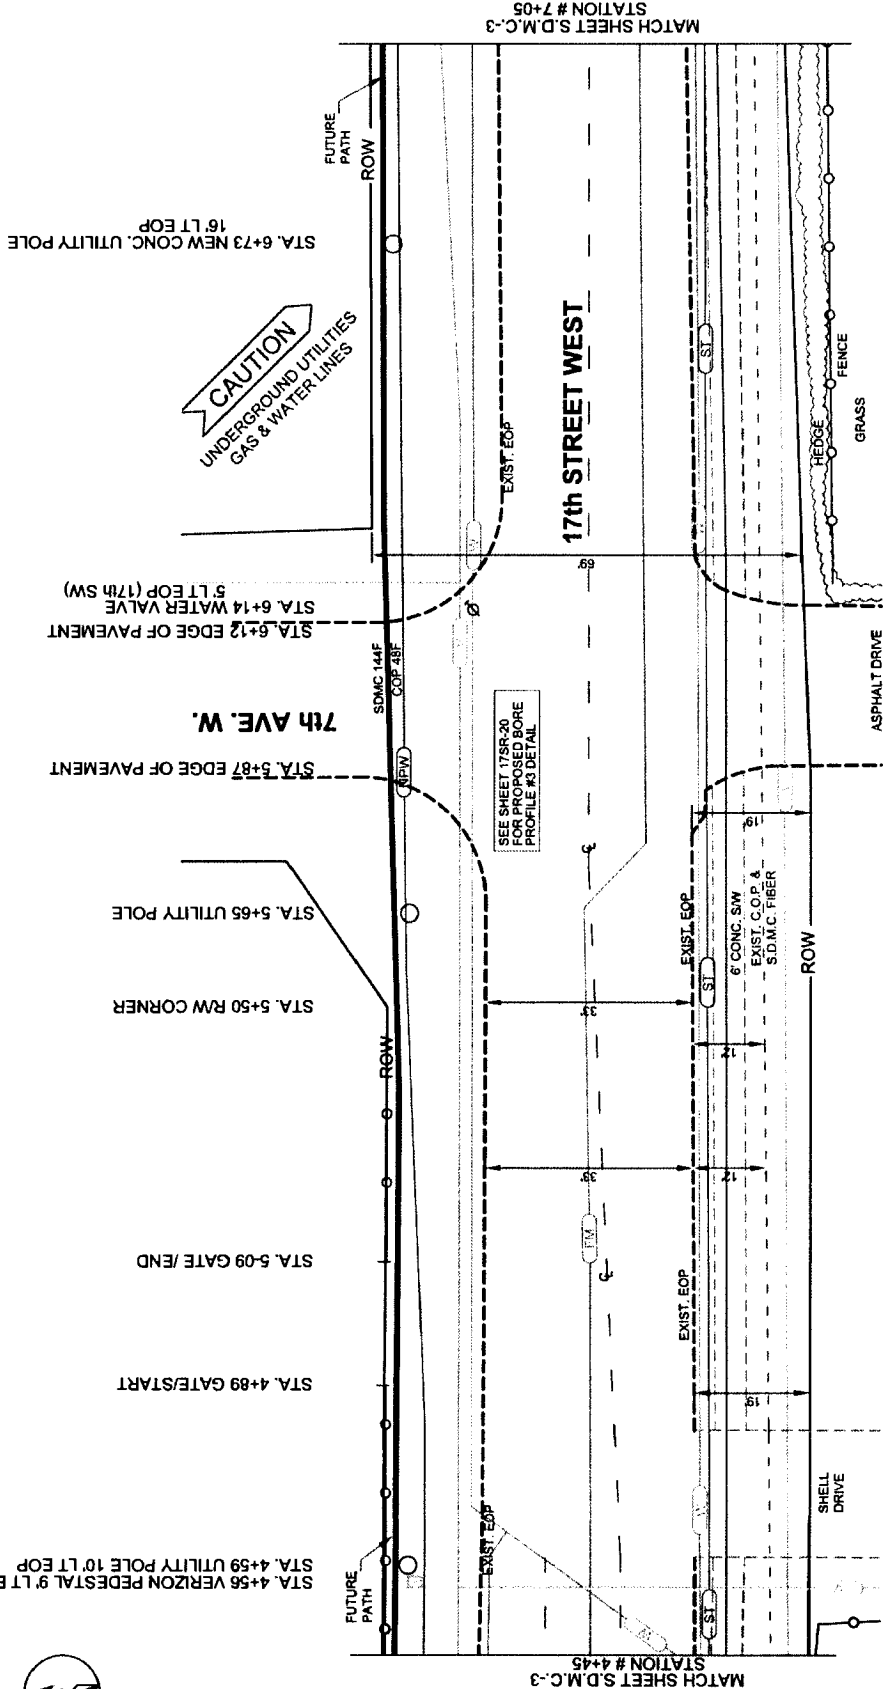 MATCH SHEET S.D.M.C.-3
STATION # 7+05
FUTURE
PATH
ROW
STA. 6+73 NEW CONC. UTILITY POLE
16' LT EOP
CAUTION
UNDERGROUND UTILITIES
GAS & WATER LINES
EXIST. EOP
17th STREET WEST
ST
HEDGE
FENCE
GRASS
69'
STA. 6+14 WATER VALVE
5' LT EOP (17th SW)
STA. 6+12 EDGE OF PAVEMENT
SDMC 144F
COP 48F
7th AVE. W.
ASPHALT DRIVE
SEE SHEET 17SR-20
FOR PROPOSED BORE
PROFILE #3 DETAIL
STA. 5+87 EDGE OF PAVEMENT
NPW
19'
STA. 5+65 UTILITY POLE
EXIST. EOP
6' CONC. S/W
EXIST. C.O.P. &
S.D.M.C. FIBER
ROW
ST
STA. 5+50 R/W CORNER
33'
ROW
12'
33'
12'
STA. 5-09 GATE /END
FM
EXIST. EOP
STA. 4+89 GATE/START
19'
SHELL
DRIVE
EXIST. EOP
STA. 4+59 UTILITY POLE 10' LT EOP
STA. 4+56 VERIZON PEDESTAL 9' LT E
FUTURE
PATH
ST
MATCH SHEET S.D.M.C.-3
STATION # 4+45